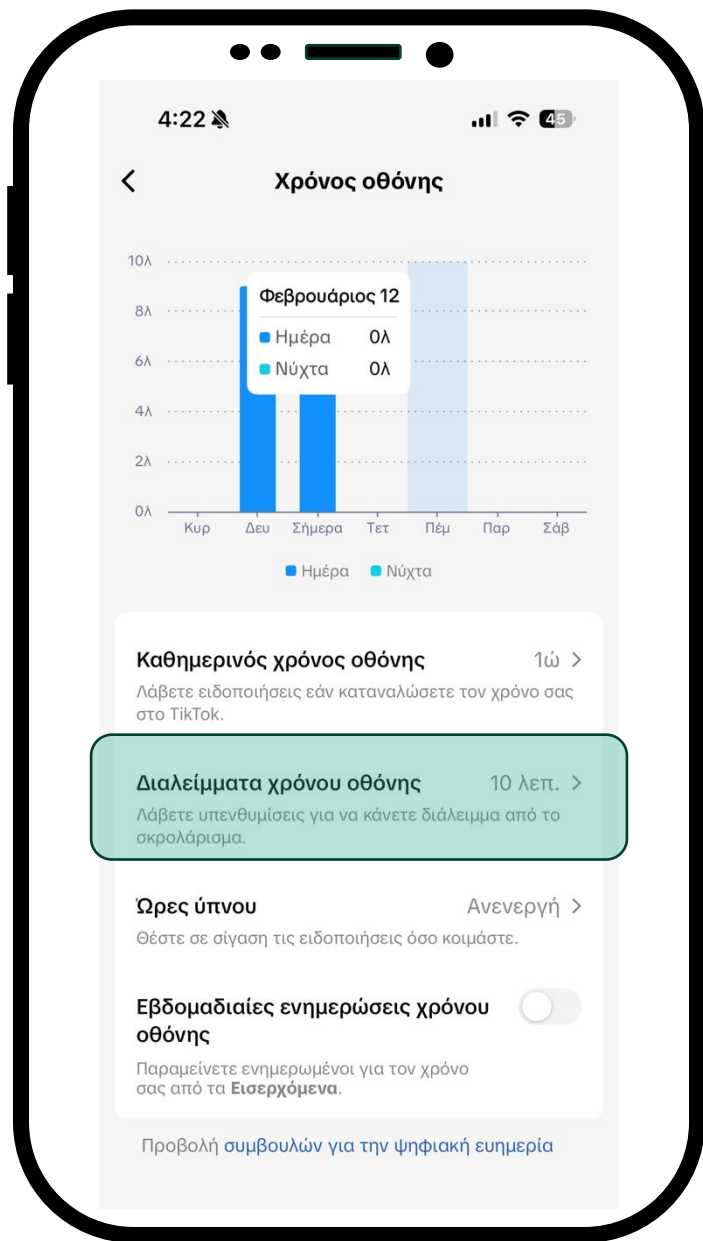 4:22
45
Χρόνος οθόνης
10λ
8λ
6λ
4λ
2λ
0λ
Φεβρουάριος 12
Ημέρα 0λ
Νύχτα 0λ
Κυρ Δευ Σήμερα Τετ Πέμ Παρ Σάβ
Ημέρα Νύχτα
Καθημερινός χρόνος οθόνης 1ώ
Λάβετε ειδοποιήσεις εάν καταναλώσετε τον χρόνο σας
στο TikTok.
Διαλείμματα χρόνου οθόνης 10 λεπ.
Λάβετε υπενθυμίσεις για να κάνετε διάλειμμα από το
σκρολάρισμα.
Ώρες ύπνου Ανενεργή
Θέστε σε σίγαση τις ειδοποιήσεις όσο κοιμάστε.
Εβδομαδιαίες ενημερώσεις χρόνου
οθόνης
Παραμείνετε ενημερωμένοι για τον χρόνο
σας από τα Εισερχόμενα.
Προβολή συμβουλών για την ψηφιακή ευημερία